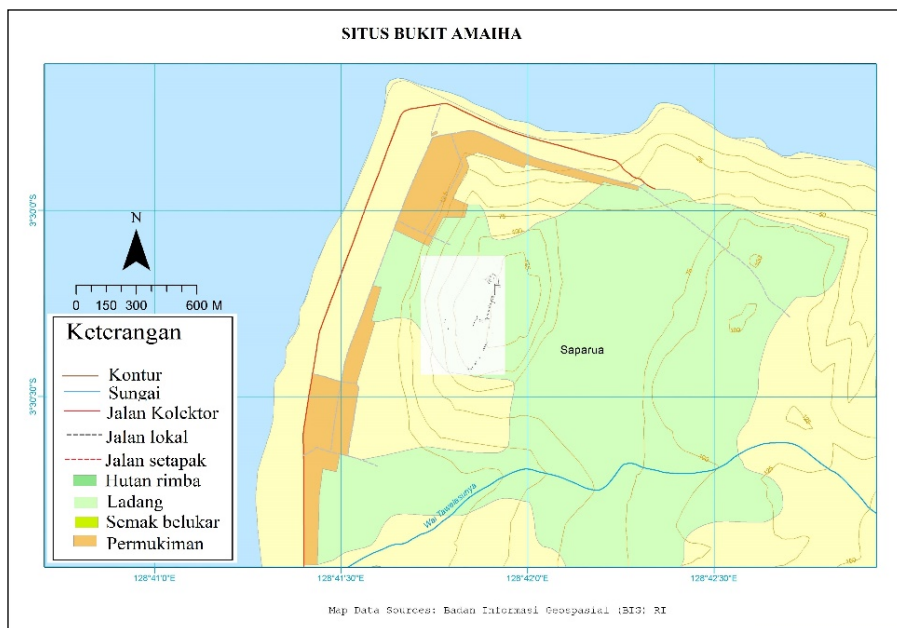 SITUS BUKIT AMAIHA
3°30'0"S
3°30'30"S
N
0 150 300 600 M
Keterangan
Kontur
Sungai
Jalan Kolektor
Jalan lokal
Jalan setapak
Hutan rimba
Ladang
Semak belukar
Permukiman
Saparua
128°41'0"E
128°41'30"E
128°42'0"E
128°42'30"E
Map Data Sources: Badan Informasi Geospasial (BIG) RI